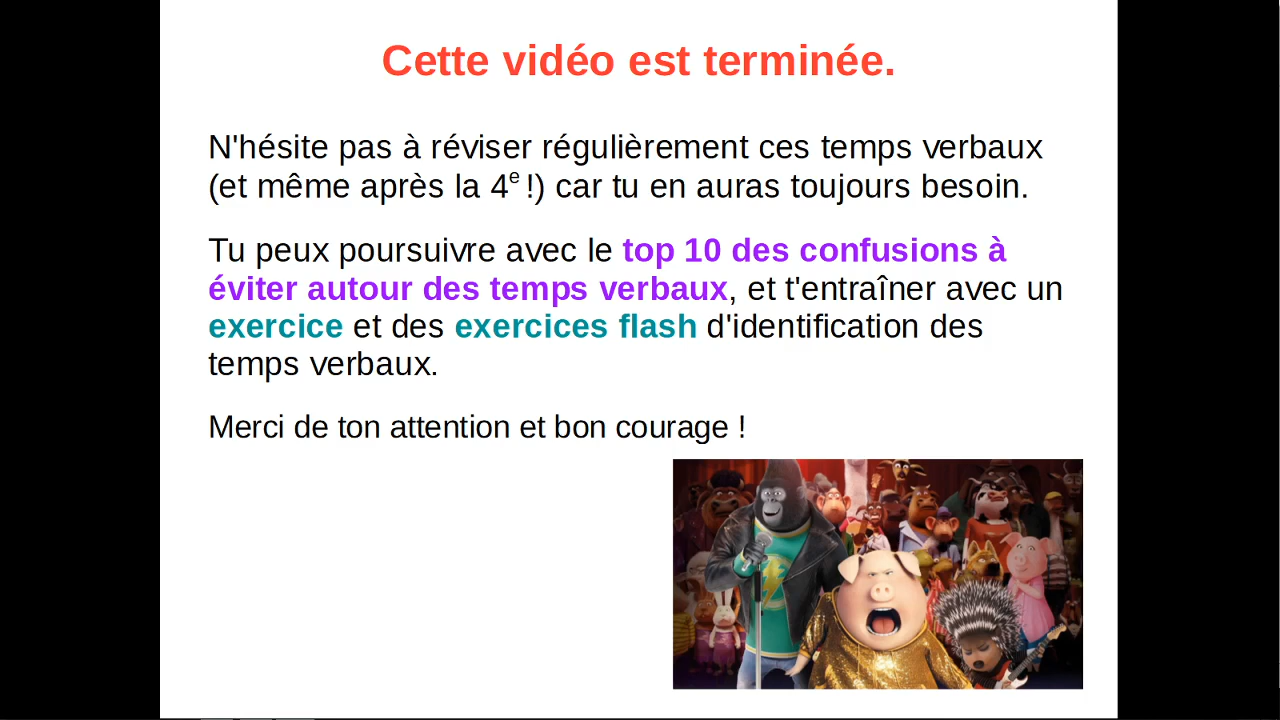 Cette vidéo est terminée.
N'hésite pas à réviser régulièrement ces temps verbaux
(et même après la 4e !) car tu en auras toujours besoin.
Tu peux poursuivre avec le top 10 des confusions à
éviter autour des temps verbaux, et t'entraîner avec un
exercice et des exercices flash d'identification des
temps verbaux.
Merci de ton attention et bon courage !